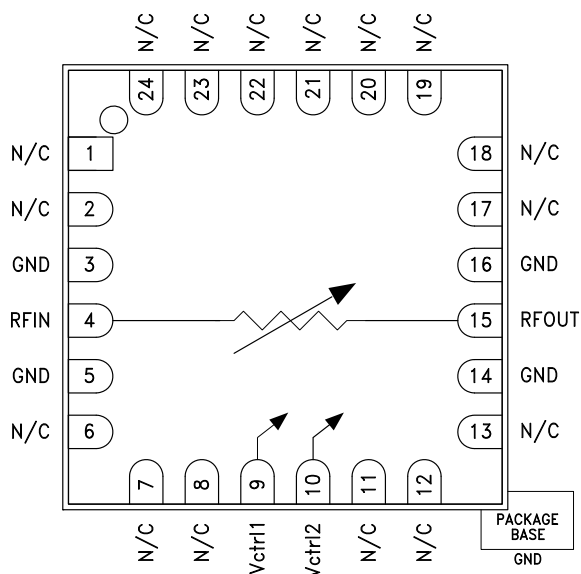 N/C N/C N/C N/C N/C N/C
24 23 22 21 20 19
N/C 1 18 N/C
N/C 2 17 N/C
GND 3 16 GND
RFIN 4 15 RFOUT
GND 5 14 GND
N/C 6 13 N/C
7 8 9 10 11 12
N/C N/C Vctrl1 Vctrl2 N/C N/C
PACKAGE
BASE
GND